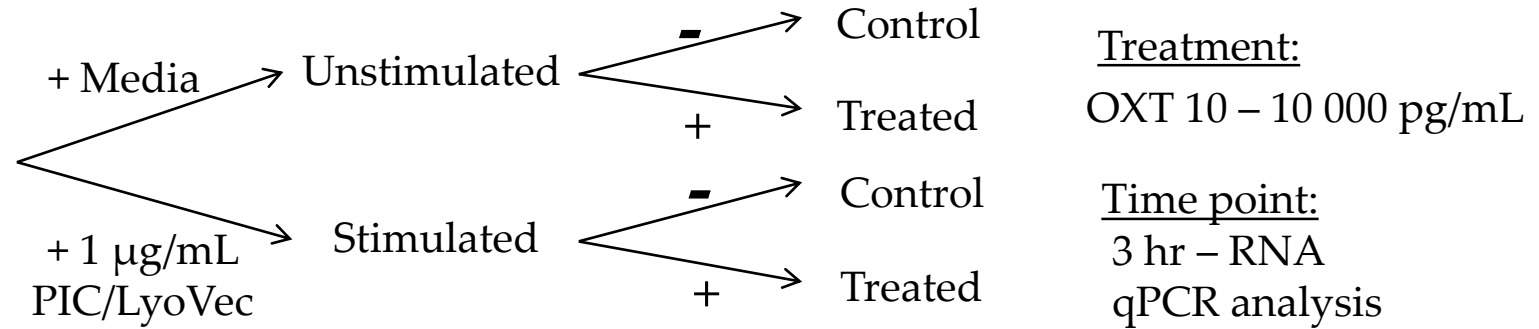 + Media
Unstimulated
-
Control
+
Treated
+ 1 µg/mL
PIC/LyoVec
Stimulated
-
Control
+
Treated
Treatment:
OXT 10 – 10 000 pg/mL
Time point:
3 hr – RNA
qPCR analysis